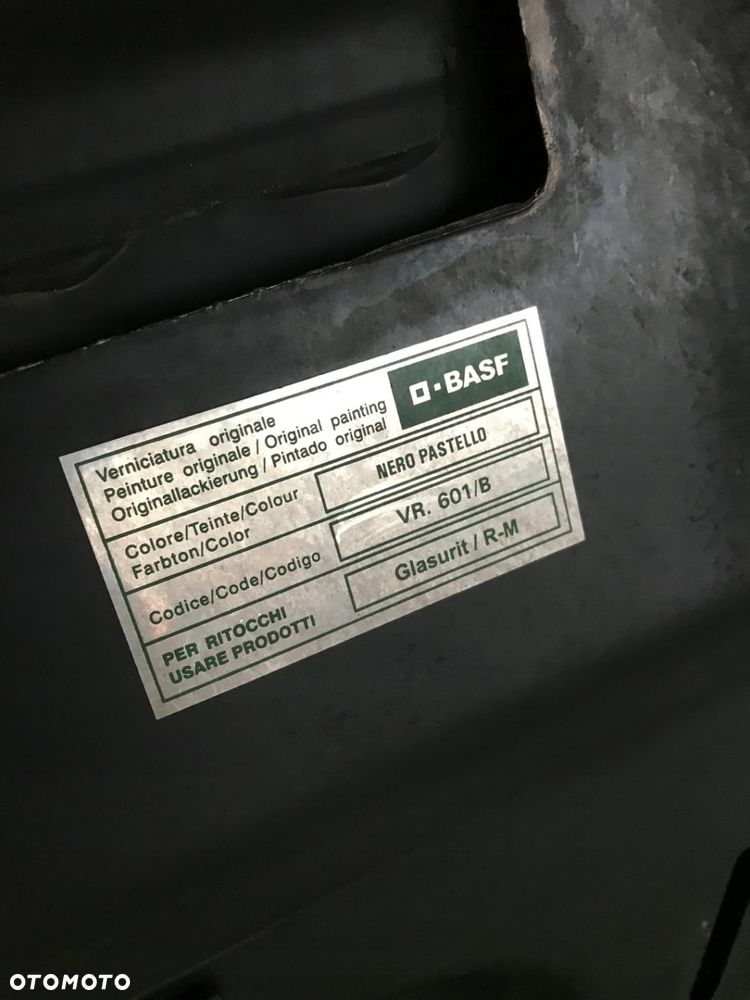 BASF
Verniciatura originale
Peinture originale / Original painting
Originallackierung / Pintado original
Colore/Teinte/Colour
Farbton/Color
NERO PASTELLO
Codice/Code/Codigo
VR. 601/B
PER RITOCCHI
USARE PRODOTTI
Glasurit / R-M
OTOMOTO